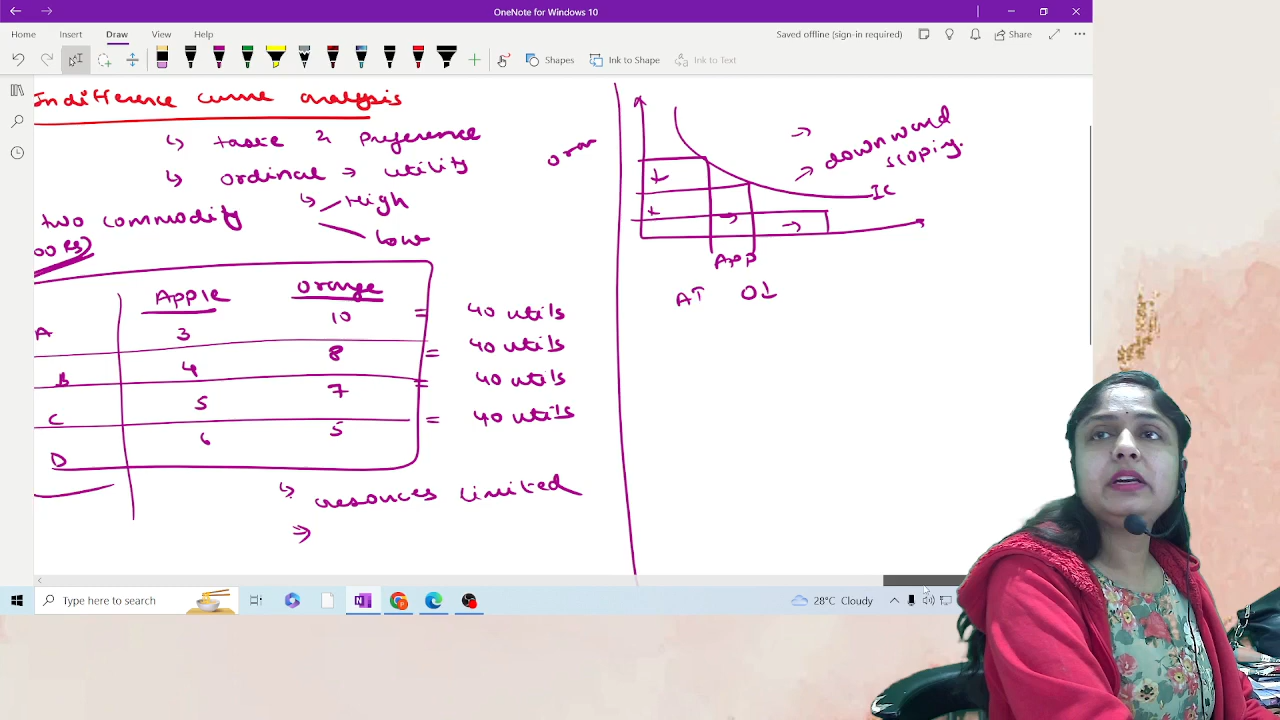 OneNote for Windows 10
Home Insert Draw View Help
Saved offline (sign-in required)
Share
Shapes
Ink to Shape
Ink to Text
Indifference curve analysis
taste & Preference
ordinal → utility
High
Low
two commodity
00 Rs)
Apple orange
A 3 10 = 40 utils
B 4 8 = 40 utils
C 5 7 = 40 utils
D 6 5 = 40 utils
resources limited
oran
downward
sloping.
IC
APP
A↑ O↓
Type here to search
28°C Cloudy